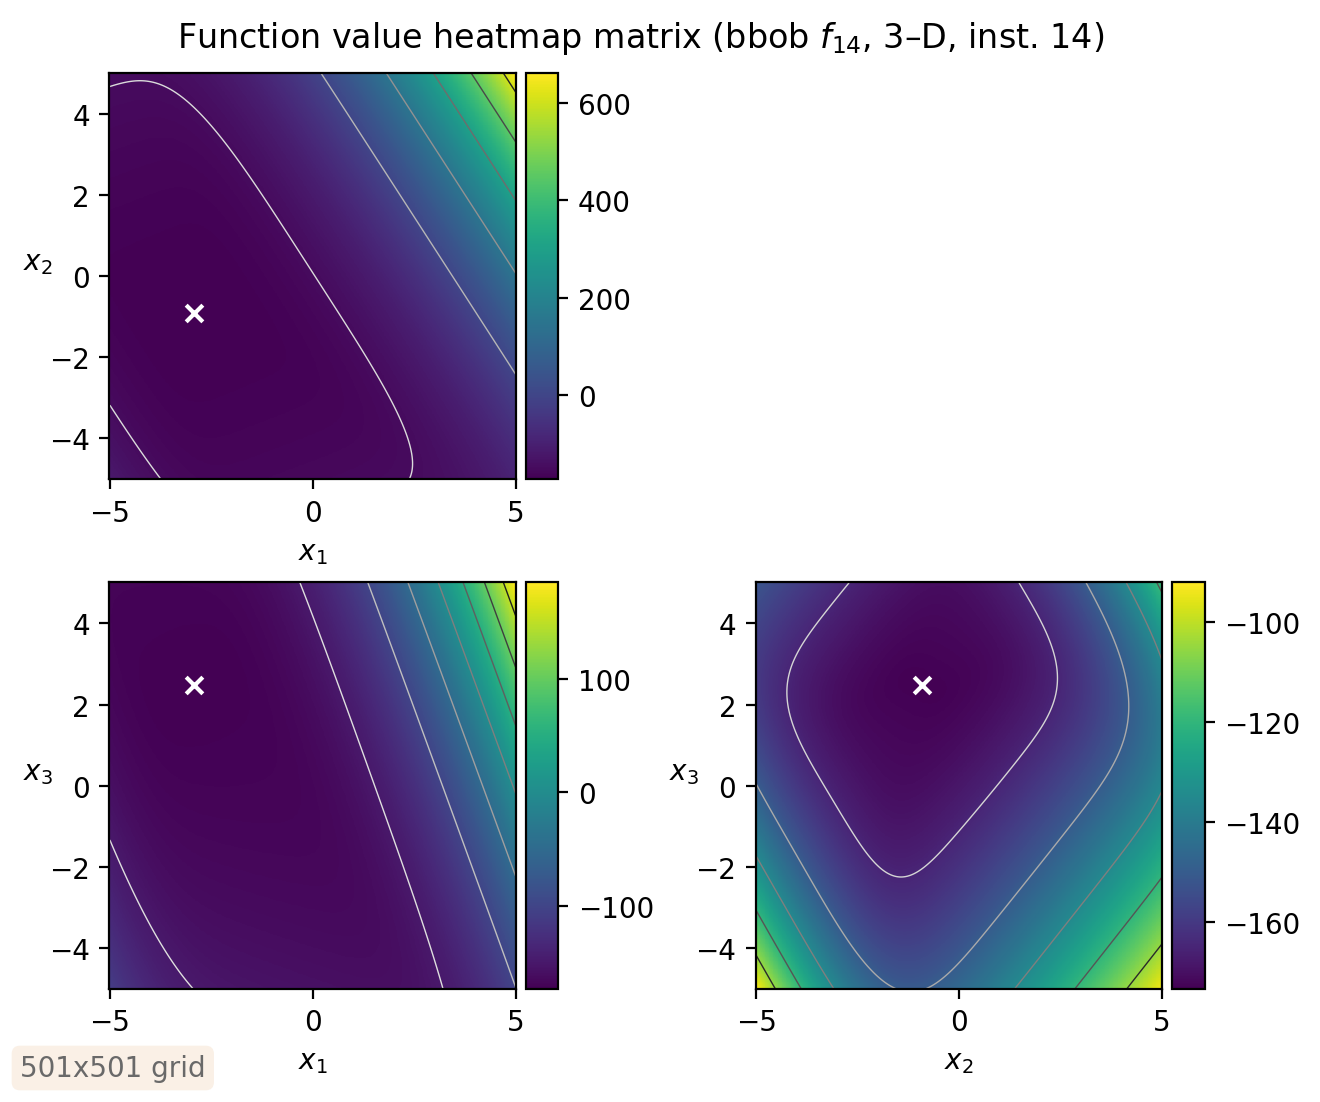 Function value heatmap matrix (bbob f₁₄, 3–D, inst. 14)
4
2
0
−2
−4
x₂
−5 0 5
x₁
600
400
200
0
4
2
0
−2
−4
x₃
−5 0 5
x₁
100
0
−100
4
2
0
−2
−4
x₃
−5 0 5
x₂
−100
−120
−140
−160
501x501 grid